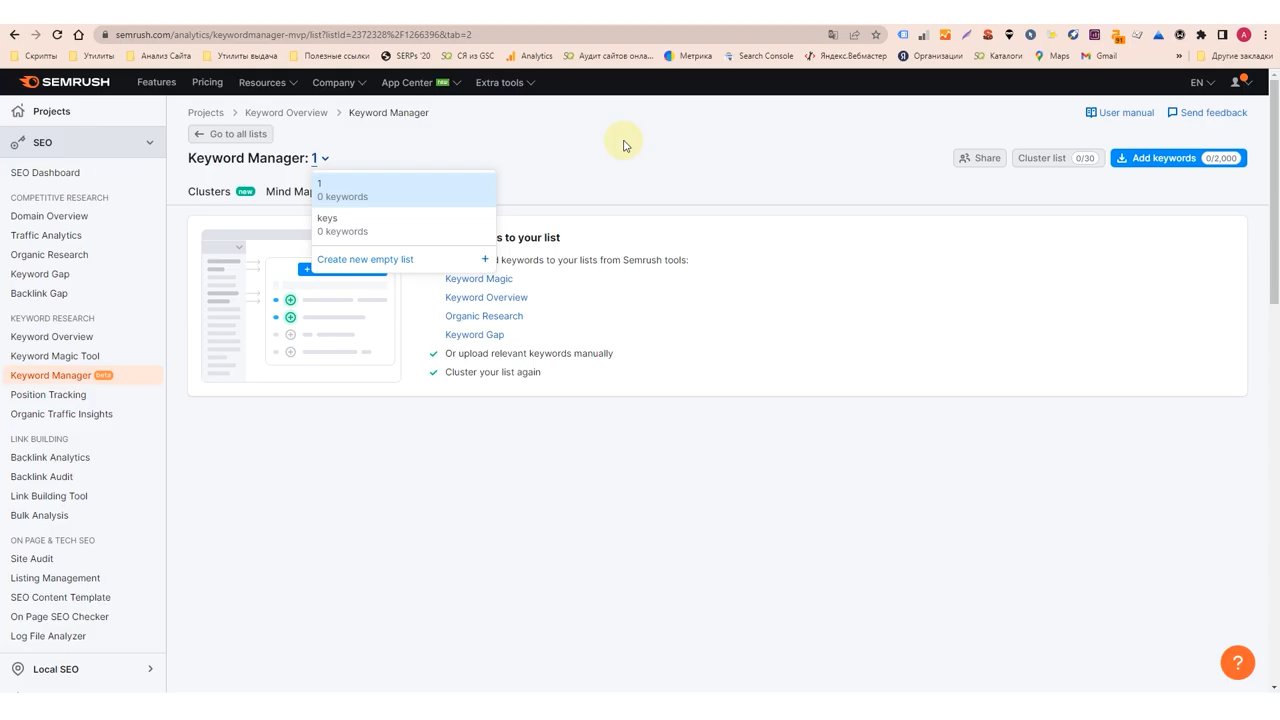 semrush.com/analytics/keywordmanager-mvp/list?listId=2372328%2F1266396&tab=2
Скрипты Утилиты Анализ Сайта Утилиты выдача Полезные ссылки SERPs '20 СЯ из GSC Analytics Аудит сайтов онла... Метрика Search Console Яндекс.Вебмастер Организации Каталоги Maps Gmail » Другие закладки
SEMRUSH Features Pricing Resources Company App Center new Extra tools EN
Projects
SEO
SEO Dashboard
COMPETITIVE RESEARCH
Domain Overview
Traffic Analytics
Organic Research
Keyword Gap
Backlink Gap
KEYWORD RESEARCH
Keyword Overview
Keyword Magic Tool
Keyword Manager beta
Position Tracking
Organic Traffic Insights
LINK BUILDING
Backlink Analytics
Backlink Audit
Link Building Tool
Bulk Analysis
ON PAGE & TECH SEO
Site Audit
Listing Management
SEO Content Template
On Page SEO Checker
Log File Analyzer
Local SEO
Projects > Keyword Overview > Keyword Manager
User manual Send feedback
← Go to all lists
Keyword Manager: 1
Share Cluster list 0/30 Add keywords 0/2,000
Clusters new Mind Ma
1
0 keywords
keys
0 keywords
Create new empty list +
s to your list
d keywords to your lists from Semrush tools:
Keyword Magic
Keyword Overview
Organic Research
Keyword Gap
Or upload relevant keywords manually
Cluster your list again
?